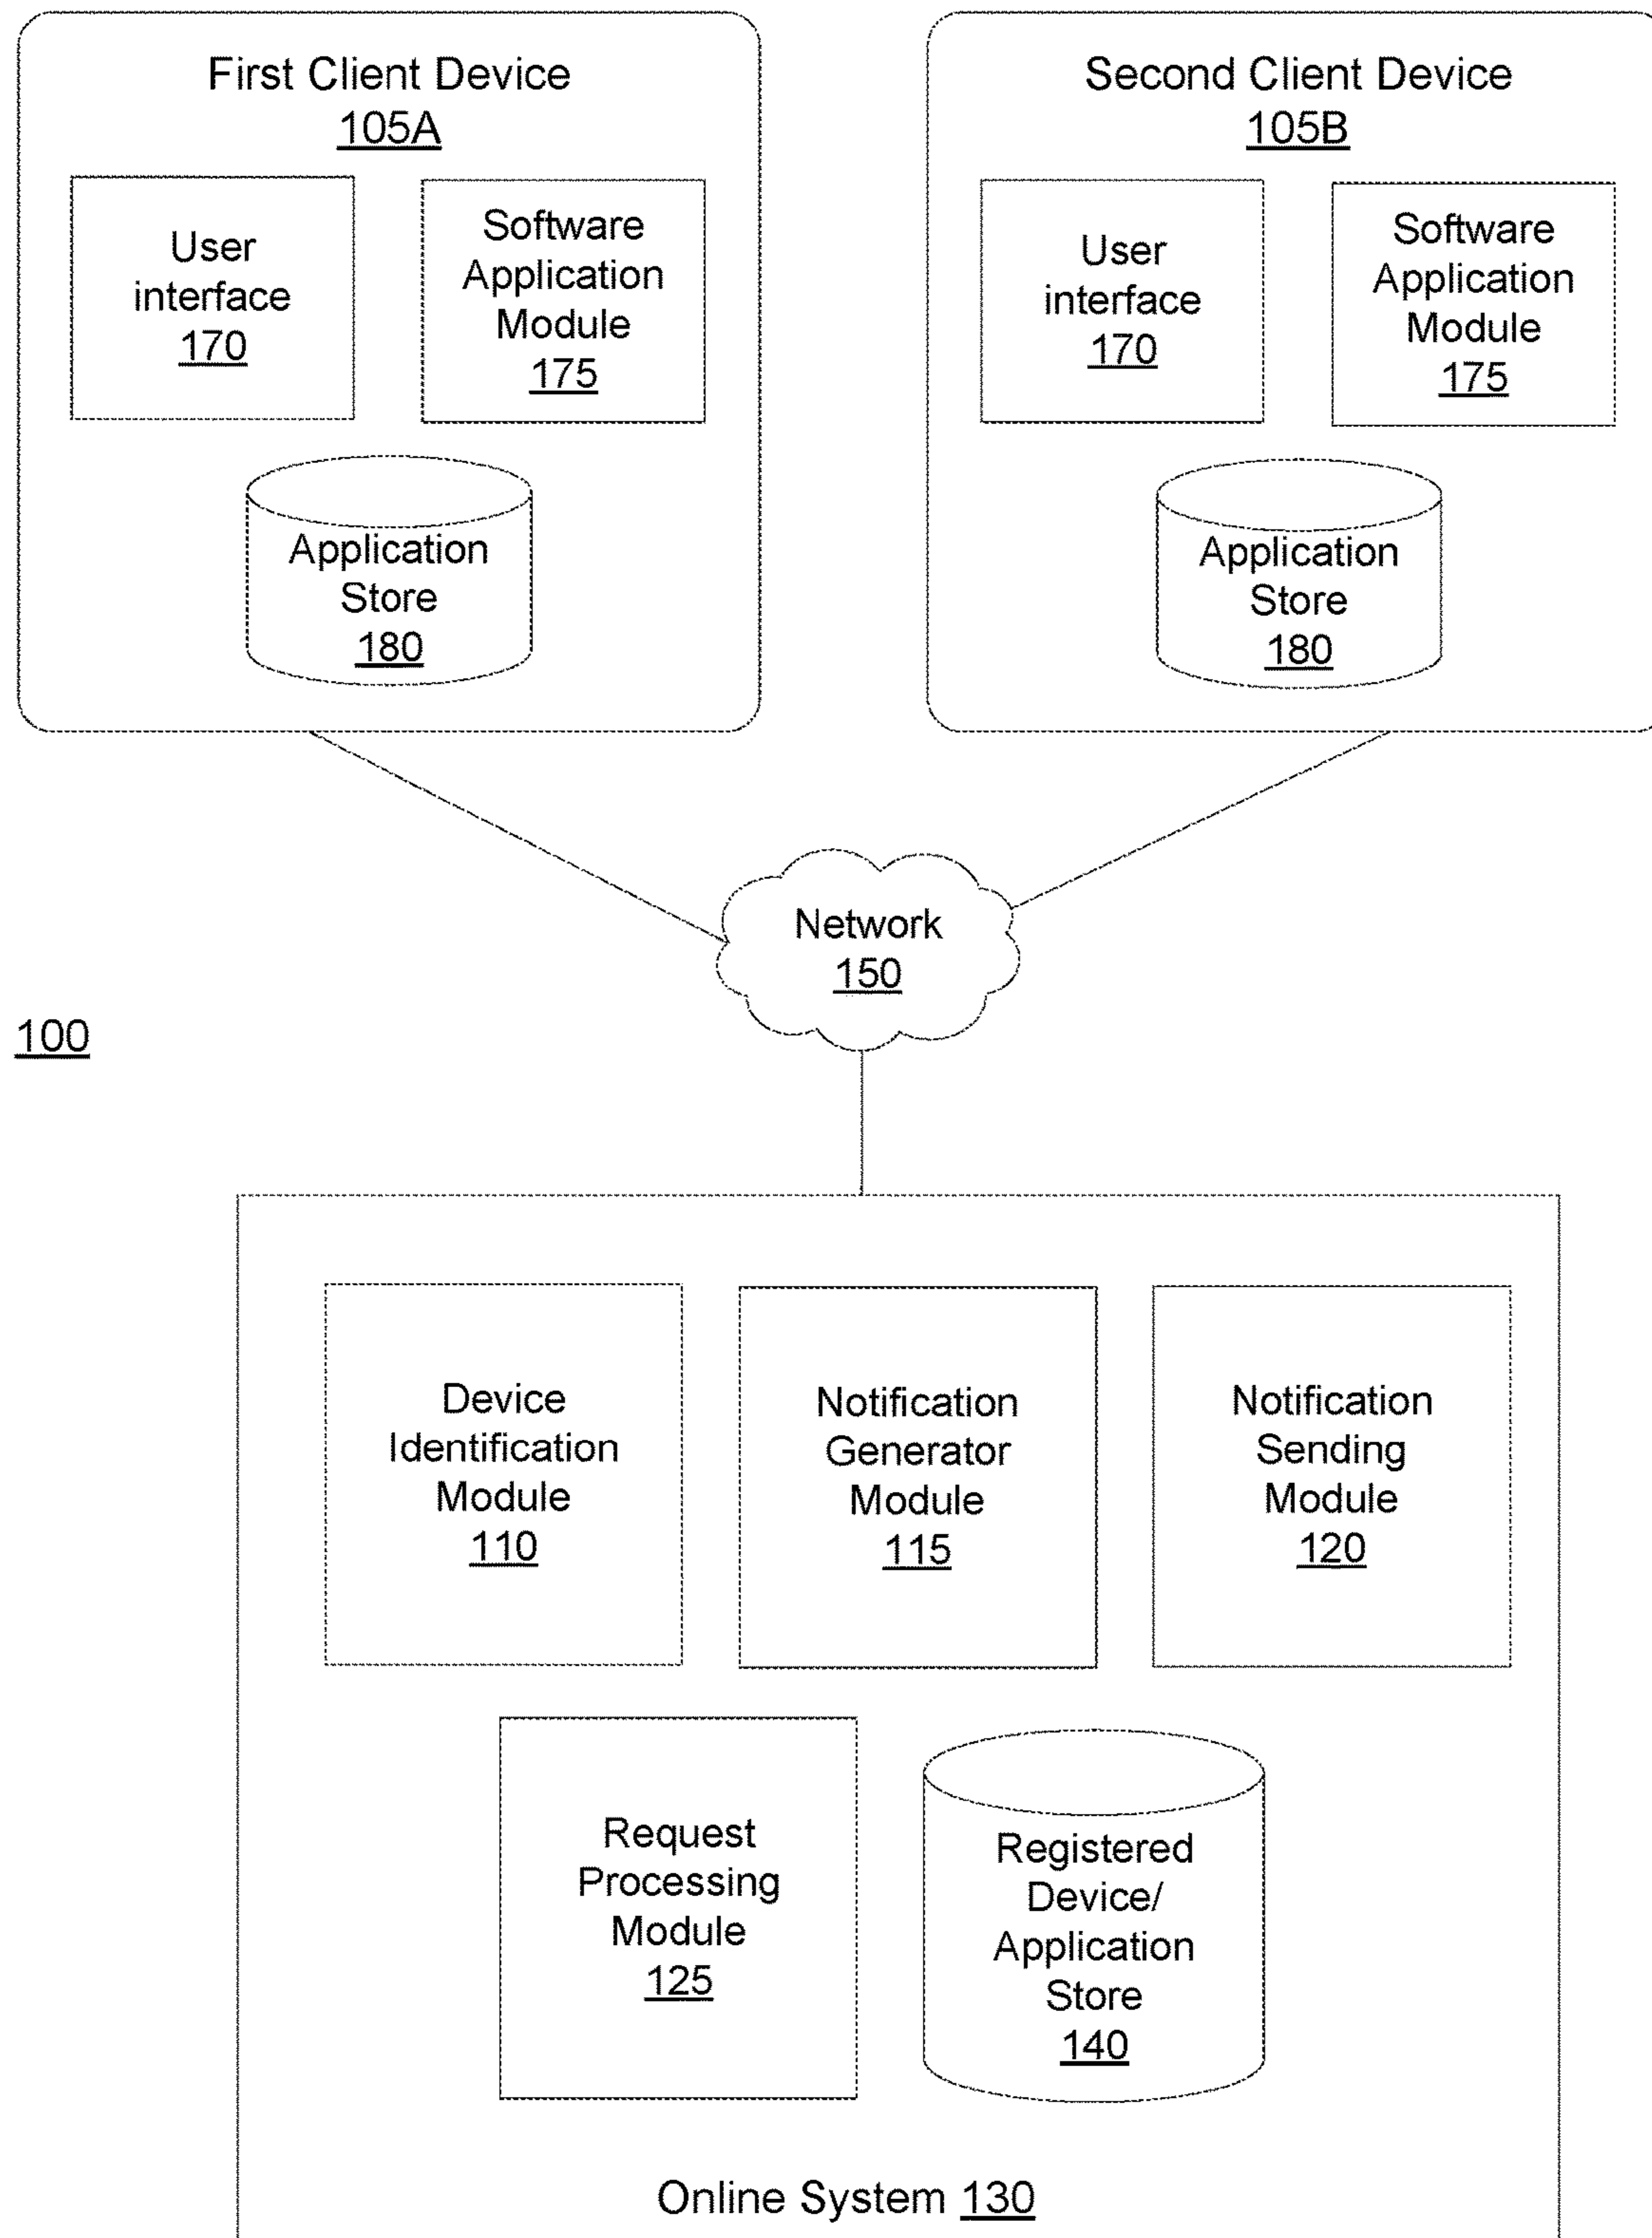 First Client Device
105A
User
interface
170
Software
Application
Module
175
Application
Store
180
Second Client Device
105B
User
interface
170
Software
Application
Module
175
Application
Store
180
Network
150
100
Device
Identification
Module
110
Notification
Generator
Module
115
Notification
Sending
Module
120
Request
Processing
Module
125
Registered
Device/
Application
Store
140
Online System 130